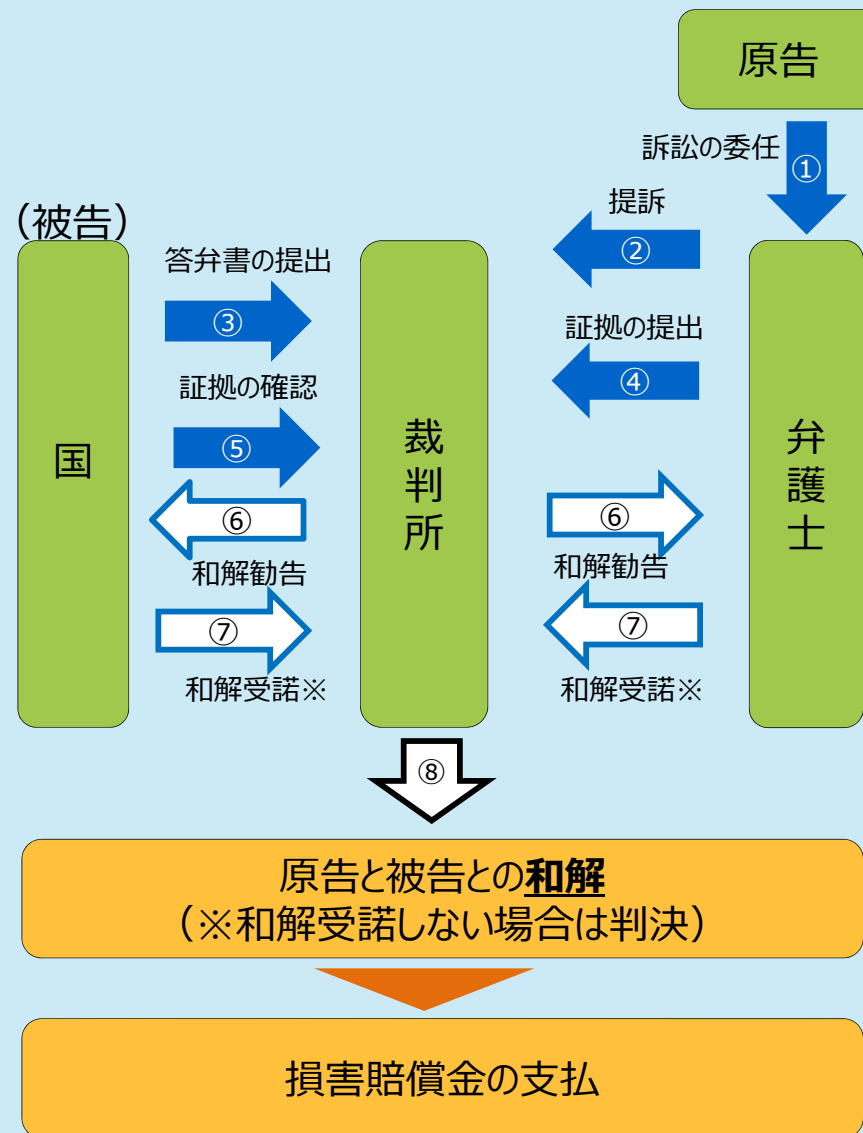 原告
訴訟の委任
①
提訴
②
(被告)
国
裁判所
弁護士
答弁書の提出
③
証拠の提出
④
証拠の確認
⑤
⑥
和解勧告
⑥
和解勧告
⑦
和解受諾※
⑦
和解受諾※
⑧
原告と被告との和解
(※和解受諾しない場合は判決)
損害賠償金の支払